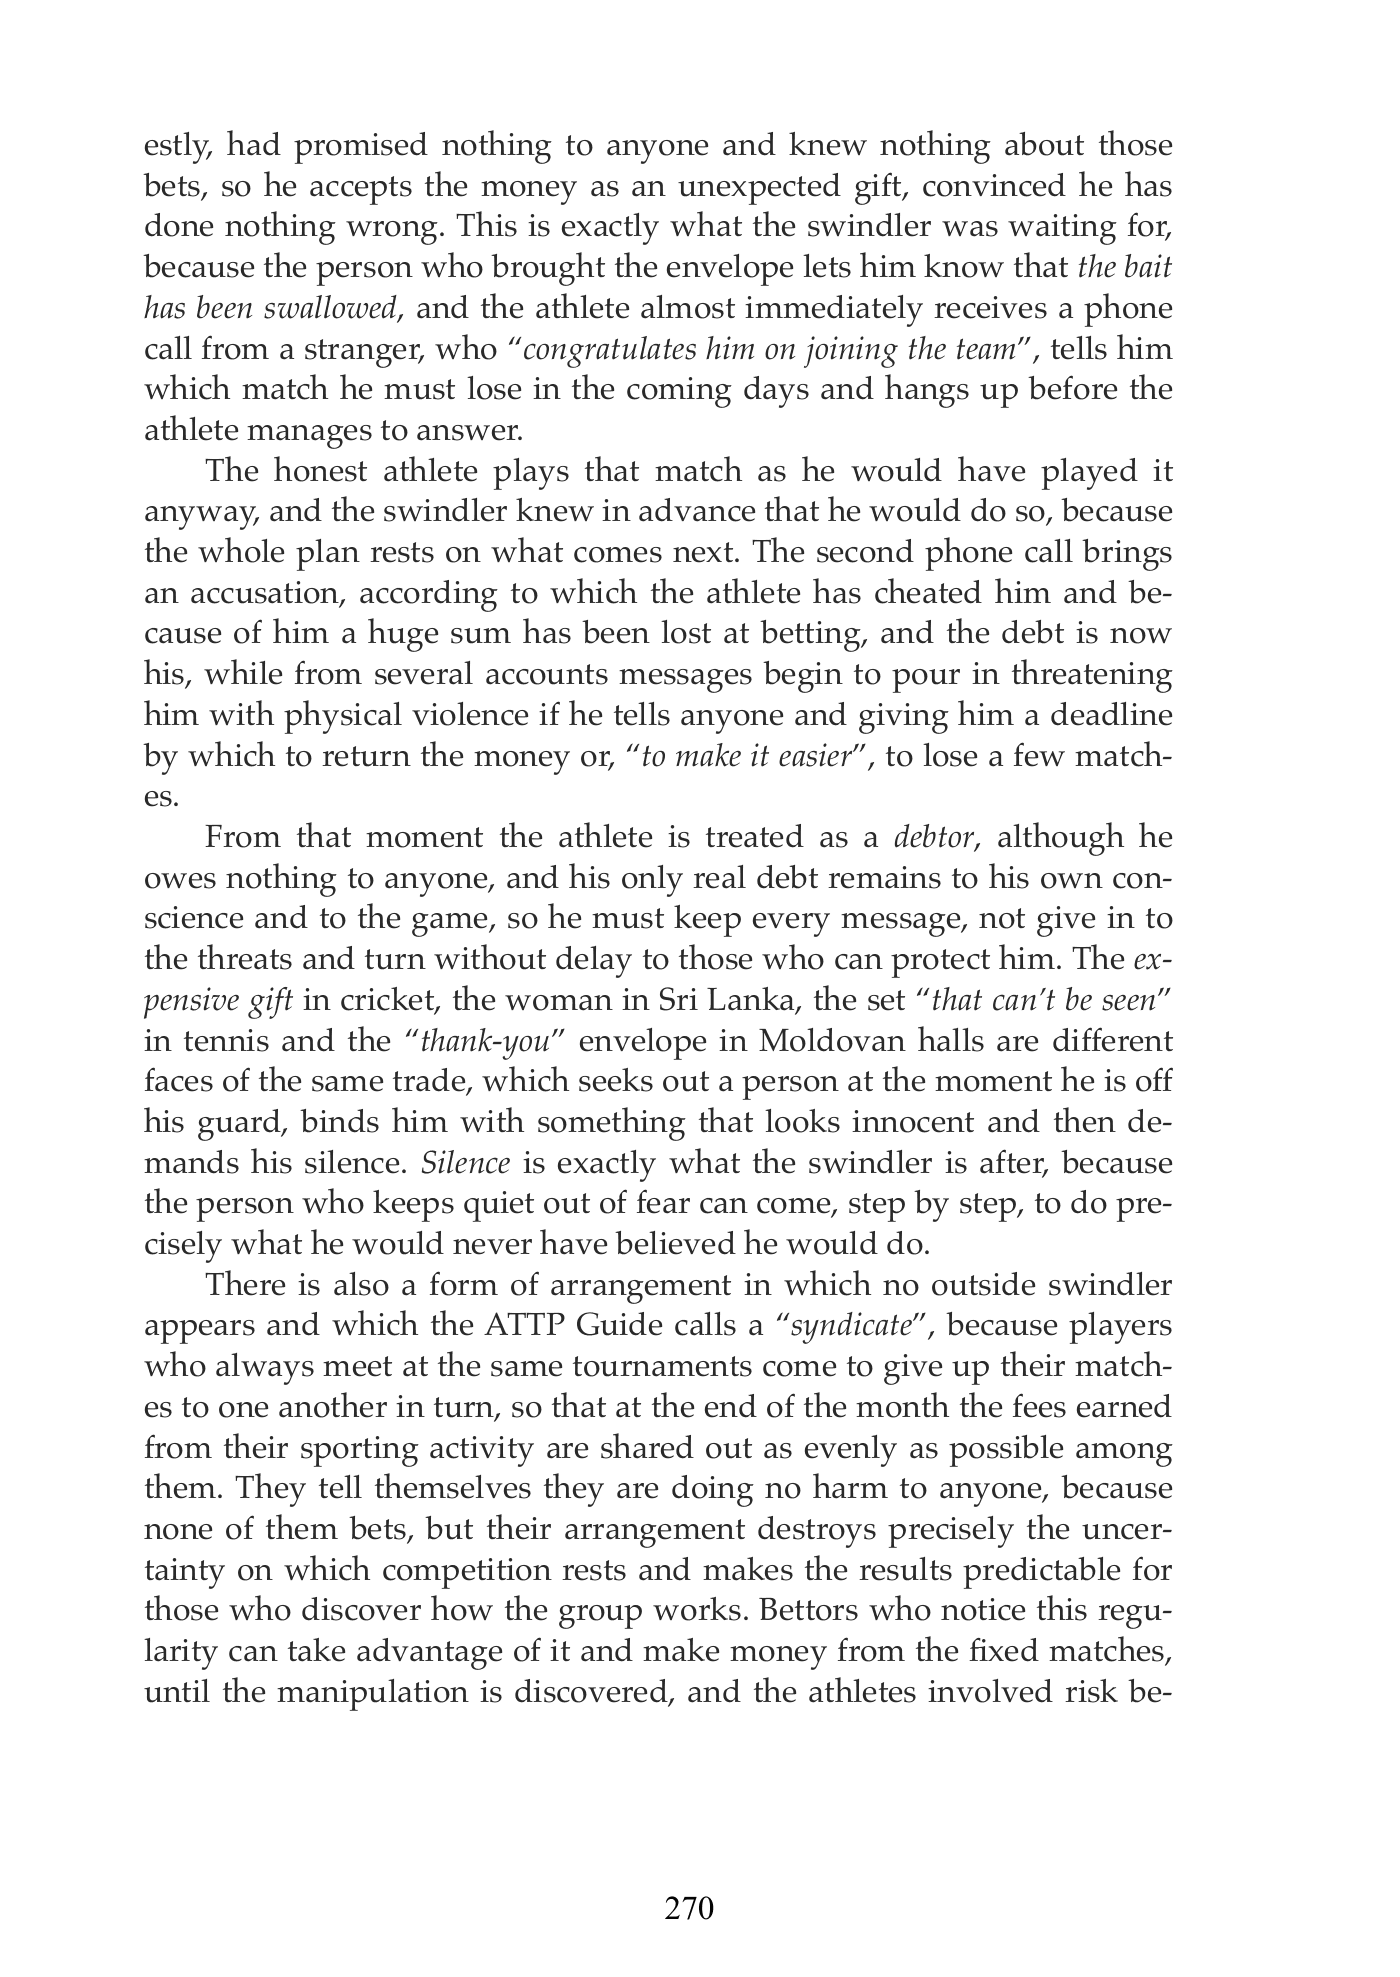 estly, had promised nothing to anyone and knew nothing about those
bets, so he accepts the money as an unexpected gift, convinced he has
done nothing wrong. This is exactly what the swindler was waiting for,
because the person who brought the envelope lets him know that the bait
has been swallowed, and the athlete almost immediately receives a phone
call from a stranger, who “congratulates him on joining the team”, tells him
which match he must lose in the coming days and hangs up before the
athlete manages to answer.
The honest athlete plays that match as he would have played it
anyway, and the swindler knew in advance that he would do so, because
the whole plan rests on what comes next. The second phone call brings
an accusation, according to which the athlete has cheated him and be-
cause of him a huge sum has been lost at betting, and the debt is now
his, while from several accounts messages begin to pour in threatening
him with physical violence if he tells anyone and giving him a deadline
by which to return the money or, “to make it easier”, to lose a few match-
es.
From that moment the athlete is treated as a debtor, although he
owes nothing to anyone, and his only real debt remains to his own con-
science and to the game, so he must keep every message, not give in to
the threats and turn without delay to those who can protect him. The ex-
pensive gift in cricket, the woman in Sri Lanka, the set “that can’t be seen”
in tennis and the “thank-you” envelope in Moldovan halls are different
faces of the same trade, which seeks out a person at the moment he is off
his guard, binds him with something that looks innocent and then de-
mands his silence. Silence is exactly what the swindler is after, because
the person who keeps quiet out of fear can come, step by step, to do pre-
cisely what he would never have believed he would do.
There is also a form of arrangement in which no outside swindler
appears and which the ATTP Guide calls a “syndicate”, because players
who always meet at the same tournaments come to give up their match-
es to one another in turn, so that at the end of the month the fees earned
from their sporting activity are shared out as evenly as possible among
them. They tell themselves they are doing no harm to anyone, because
none of them bets, but their arrangement destroys precisely the uncer-
tainty on which competition rests and makes the results predictable for
those who discover how the group works. Bettors who notice this regu-
larity can take advantage of it and make money from the fixed matches,
until the manipulation is discovered, and the athletes involved risk be-
270